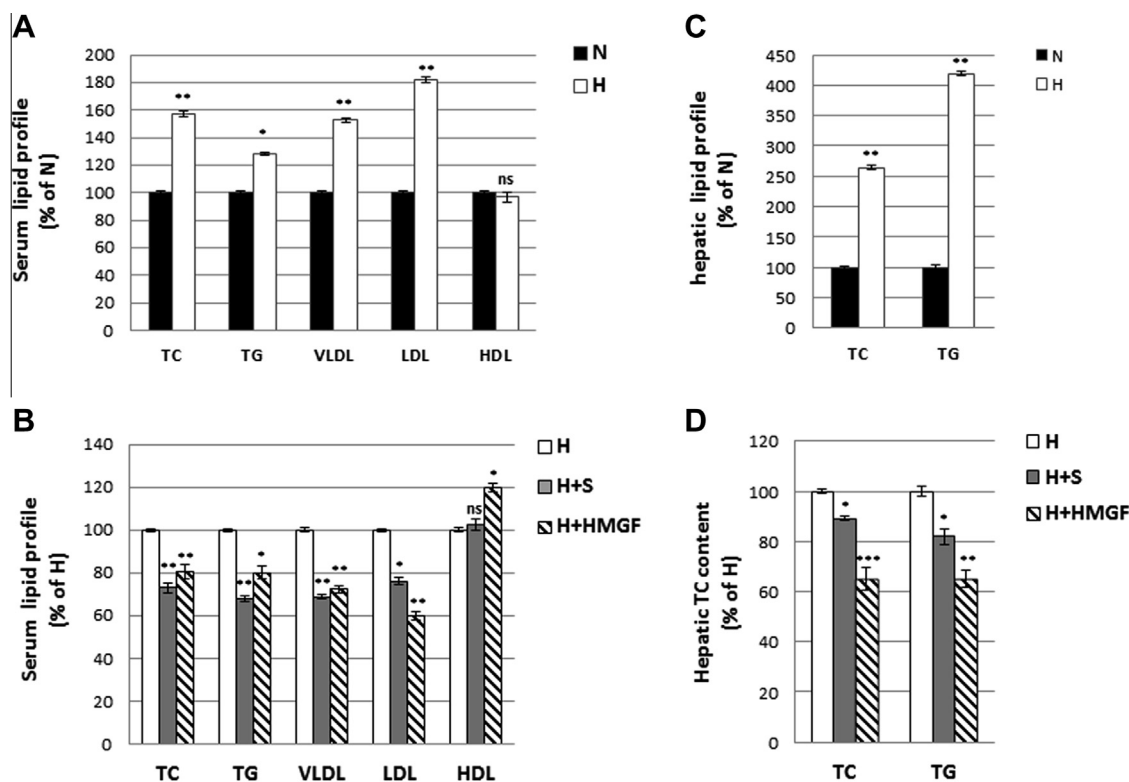 A
Serum lipid profile
(% of N)
200
180
160
140
120
100
80
60
40
20
0
**
*
**
**
ns
TC TG VLDL LDL HDL
N
H
C
hepatic lipid profile
(% of N)
450
400
350
300
250
200
150
100
50
0
**
**
TC TG
N
H
B
Serum lipid profile
(% of H)
140
120
100
80
60
40
20
0
** **
** *
** **
* **
ns *
TC TG VLDL LDL HDL
H
H+S
H+HMGF
D
Hepatic TC content
(% of H)
120
100
80
60
40
20
0
* ***
* **
TC TG
H
H+S
H+HMGF